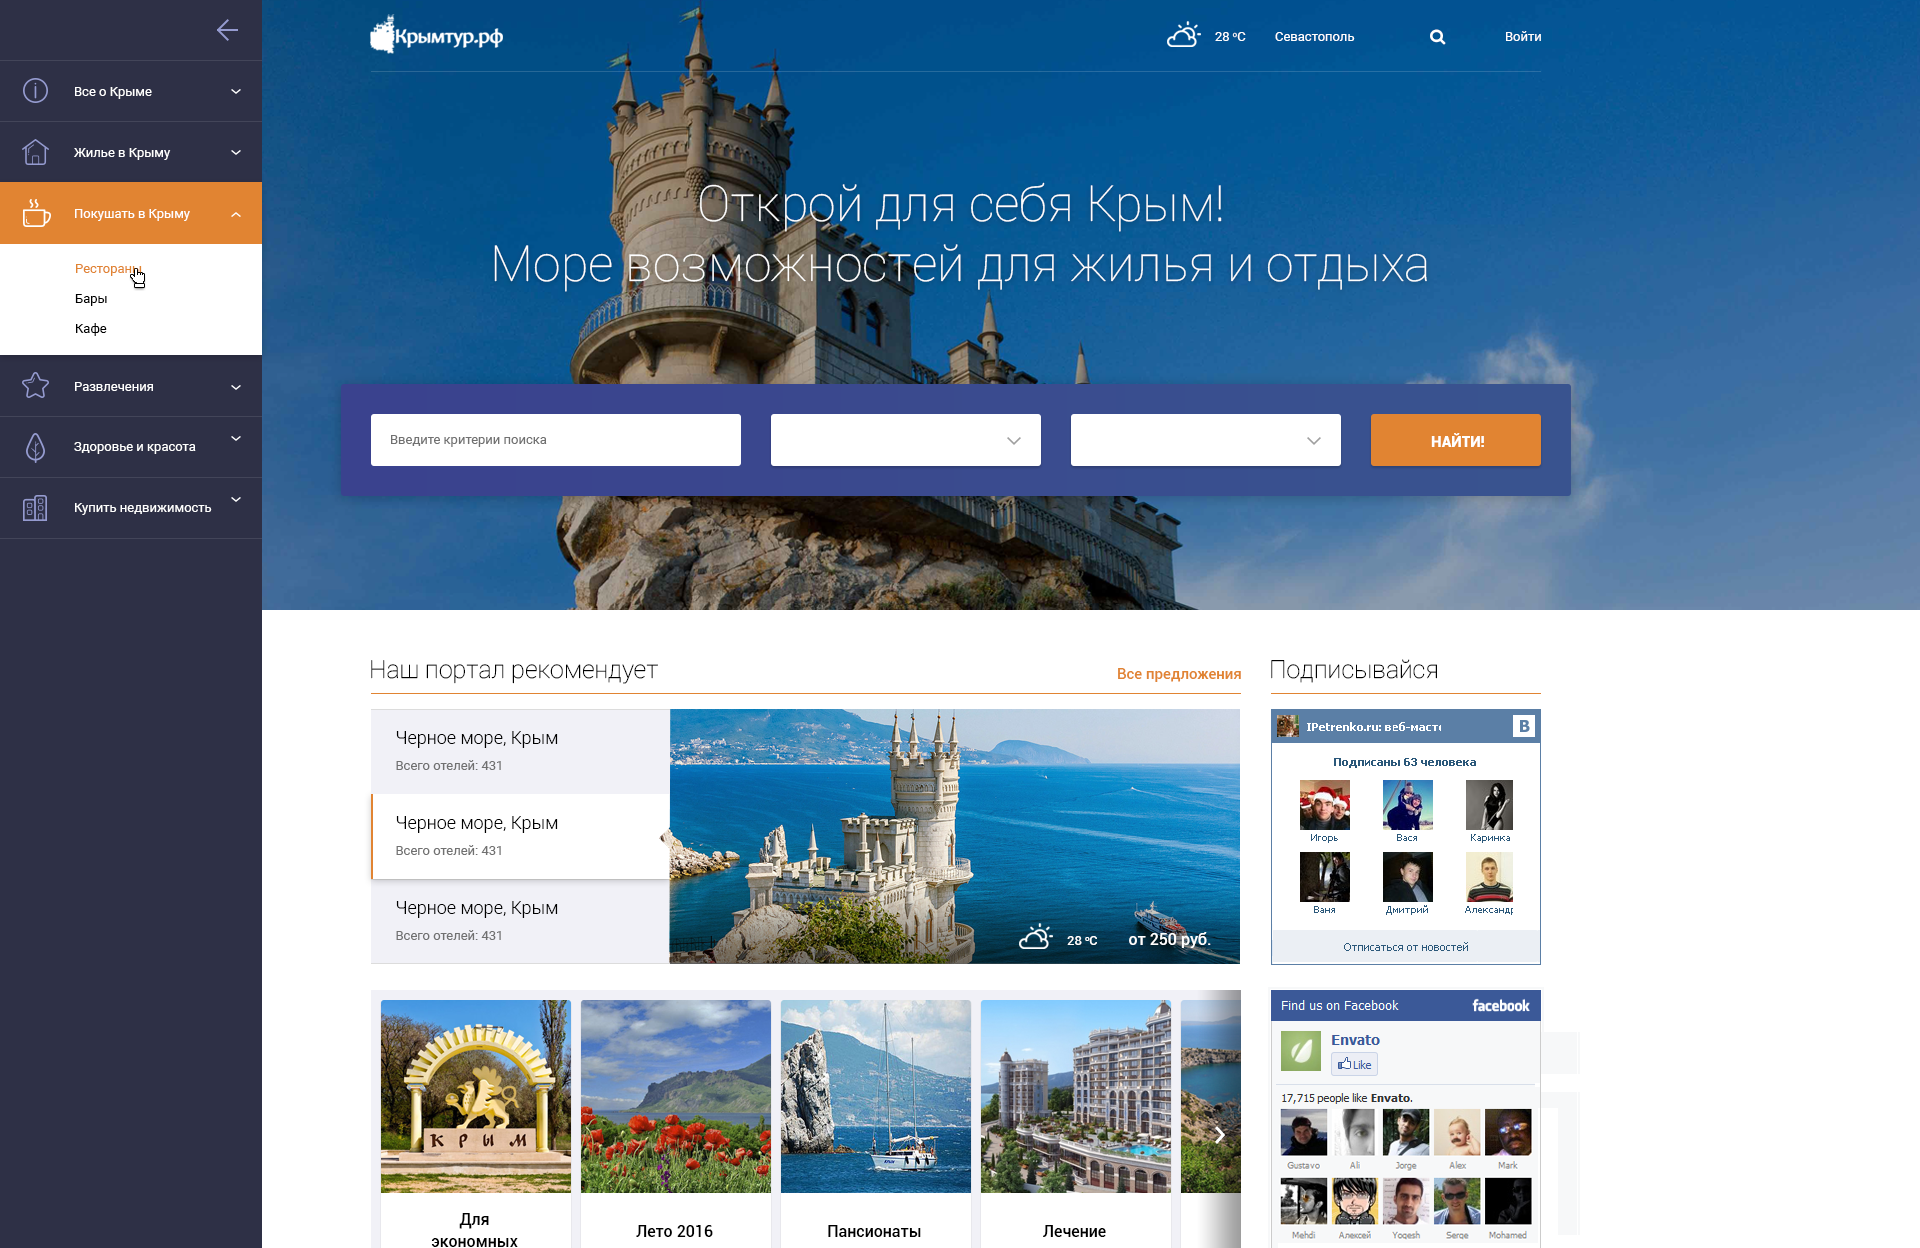 Крымтур.рф
28 ºC
Севастополь
Войти
Все о Крыме
Жилье в Крыму
Покушать в Крыму
Рестораны
Бары
Кафе
Развлечения
Здоровье и красота
Купить недвижимость
Открой для себя Крым!
Море возможностей для жилья и отдыха
Введите критерии поиска
НАЙТИ!
Наш портал рекомендует
Все предложения
Черное море, Крым
Всего отелей: 431
Черное море, Крым
Всего отелей: 431
Черное море, Крым
Всего отелей: 431
28 ºC
от 250 руб.
КРЫМ
Для
экономных
Лето 2016
Пансионаты
Лечение
Подписывайся
IPetrenko.ru: веб-масте
B
Подписаны 63 человека
Игорь
Вася
Каринка
Ваня
Дмитрий
Александр
Отписаться от новостей
Find us on Facebook
facebook
Envato
Like
17,715 people like Envato.
Gustavo
Ali
Jorge
Alex
Mark
Mehdi
Алексей
Yogesh
Serge
Mohamed